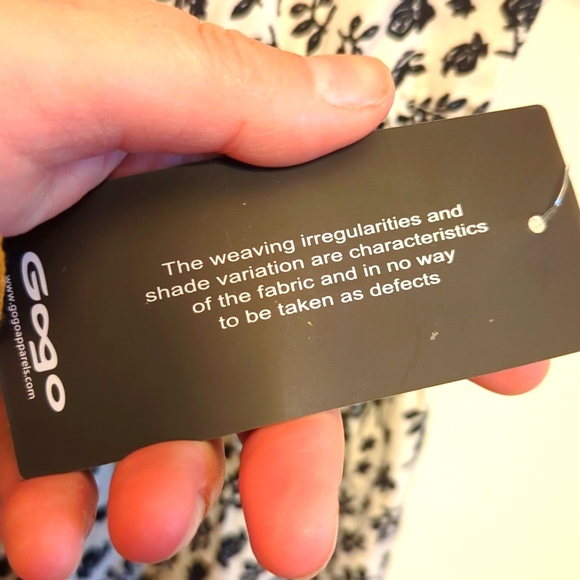 The weaving irregularities and
shade variation are characteristics
of the fabric and in no way
to be taken as defects
Gogo
www.gogoapparels.com